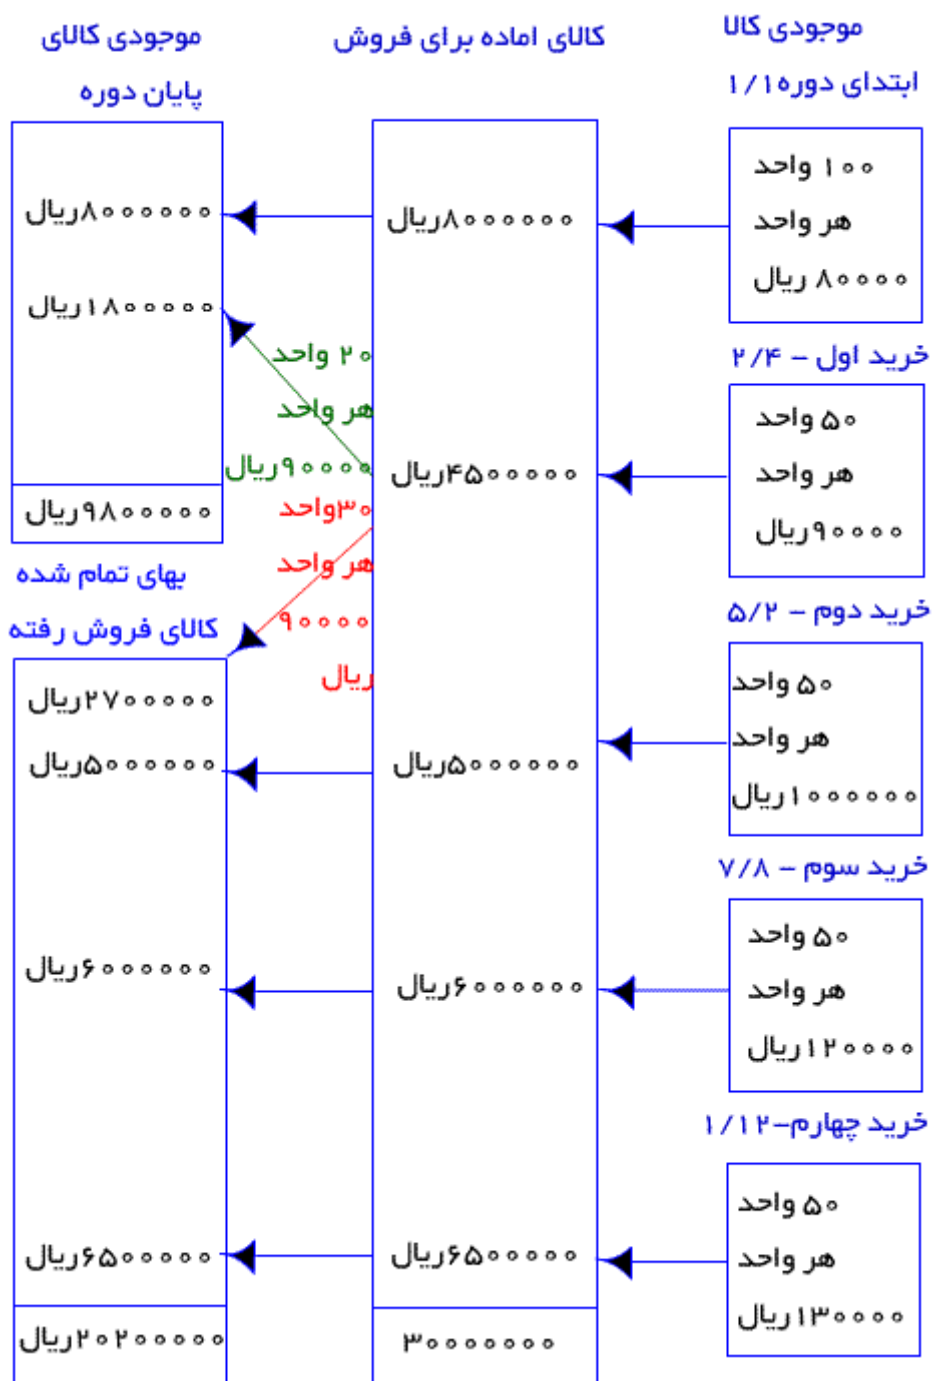 موجودی کالا
ابتدای دوره۱/۱
۱۰۰ واحد
هر واحد
۸۰۰۰۰ ریال
خرید اول – ۲/۴
۵۰ واحد
هر واحد
۹۰۰۰۰ریال
خرید دوم – ۵/۲
۵۰ واحد
هر واحد
۱۰۰۰۰۰۰ریال
خرید سوم – ۷/۸
۵۰ واحد
هر واحد
۱۲۰۰۰۰ریال
خرید چهارم–۱/۱۲
۵۰ واحد
هر واحد
۱۳۰۰۰۰ریال
کالای اماده برای فروش
۸۰۰۰۰۰۰ریال
۴۵۰۰۰۰۰ریال
۵۰۰۰۰۰۰ریال
۶۰۰۰۰۰۰ریال
۶۵۰۰۰۰۰ریال
۳۰۰۰۰۰۰۰
۲۰ واحد
هر واحد
۹۰۰۰۰ریال
۳۰واحد
هر واحد
۹۰۰۰۰
ریال
موجودی کالای
پایان دوره
۸۰۰۰۰۰۰ریال
۱۸۰۰۰۰۰ریال
۹۸۰۰۰۰۰ریال
بهای تمام شده
کالای فروش رفته
۲۷۰۰۰۰۰ریال
۵۰۰۰۰۰۰ریال
۶۰۰۰۰۰۰ریال
۶۵۰۰۰۰۰ریال
۲۰۲۰۰۰۰۰ریال